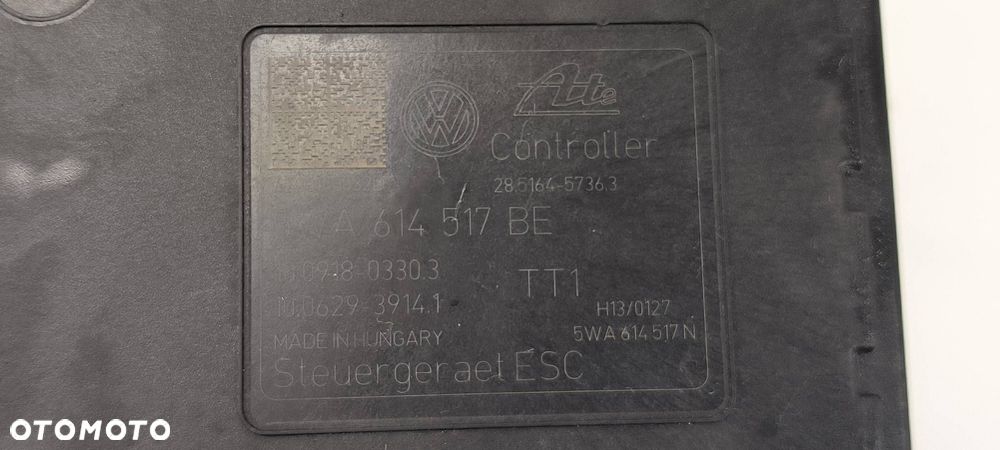 Ate
Controller
28.5164-5736.3
614 517 BE
0918-0330.3
10.0629-3914.1
TT1
H13/0127
MADE IN HUNGARY
5WA 614 517 N
Steuergeraet ESC
OTOMOTO